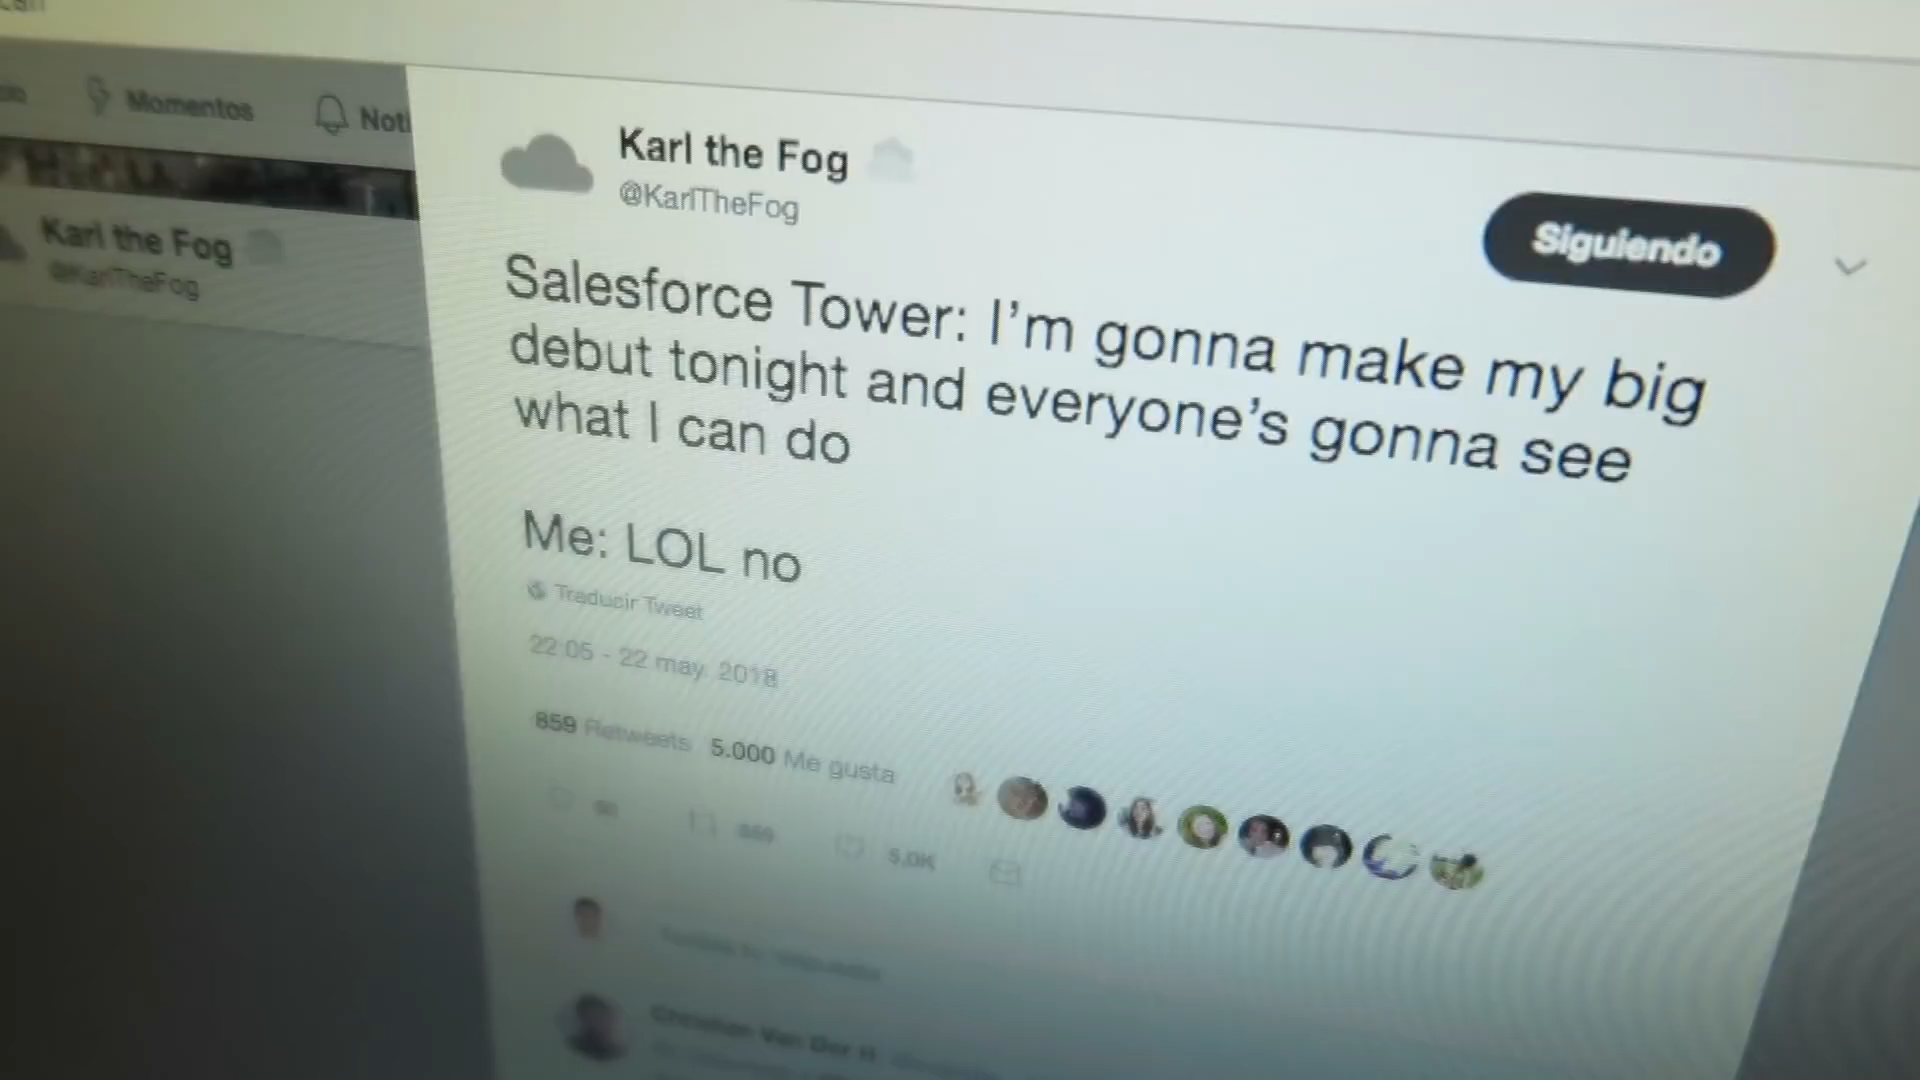 Momentos
Noti
Karl the Fog
@KarlTheFog
Karl the Fog
@KarlTheFog
Siguiendo
Salesforce Tower: I’m gonna make my big
debut tonight and everyone’s gonna see
what I can do
Me: LOL no
Traducir Tweet
22:05 - 22 may. 2018
859 Retweets 5.000 Me gusta
859 5.0K